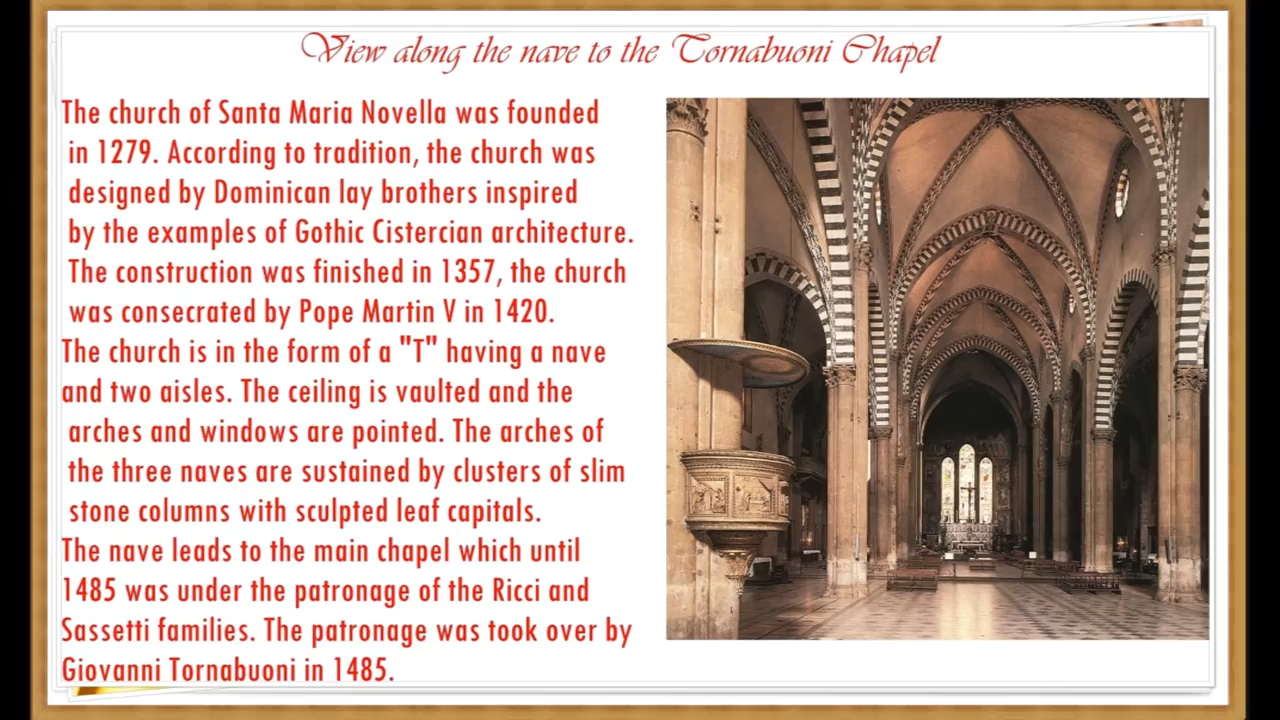 View along the nave to the Tornabuoni Chapel
The church of Santa Maria Novella was founded
in 1279. According to tradition, the church was
designed by Dominican lay brothers inspired
by the examples of Gothic Cistercian architecture.
The construction was finished in 1357, the church
was consecrated by Pope Martin V in 1420.
The church is in the form of a "T" having a nave
and two aisles. The ceiling is vaulted and the
arches and windows are pointed. The arches of
the three naves are sustained by clusters of slim
stone columns with sculpted leaf capitals.
The nave leads to the main chapel which until
1485 was under the patronage of the Ricci and
Sassetti families. The patronage was took over by
Giovanni Tornabuoni in 1485.